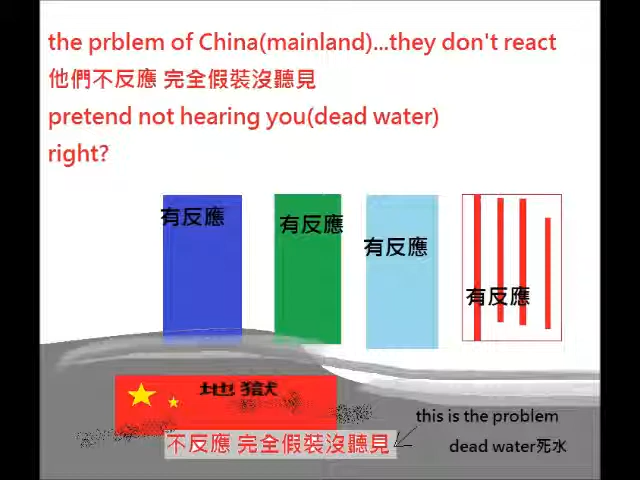 the prblem of China(mainland)...they don't react
他們不反應 完全假裝沒聽見
pretend not hearing you(dead water)
right?
有反應
有反應
有反應
有反應
地獄
this is the problem
不反應 完全假裝沒聽見
dead water死水